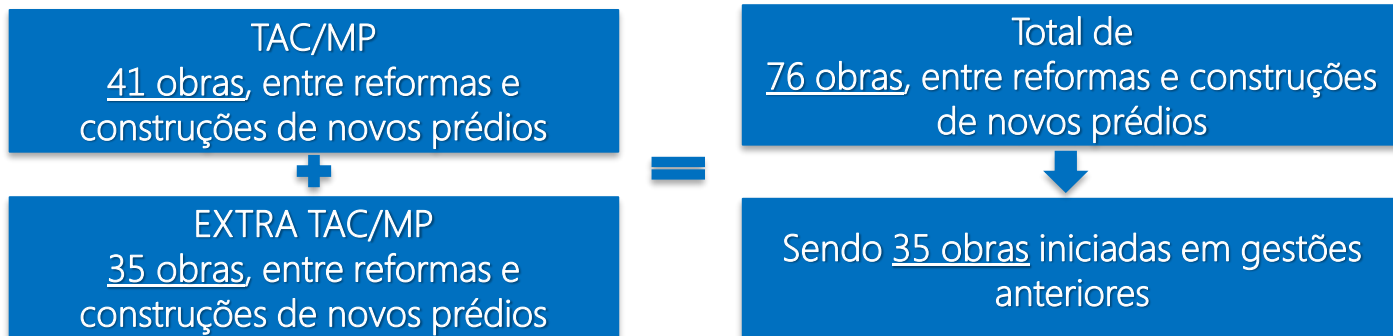 TAC/MP
41 obras, entre reformas e
construções de novos prédios
EXTRA TAC/MP
35 obras, entre reformas e
construções de novos prédios
Total de
76 obras, entre reformas e construções
de novos prédios
Sendo 35 obras iniciadas em gestões
anteriores